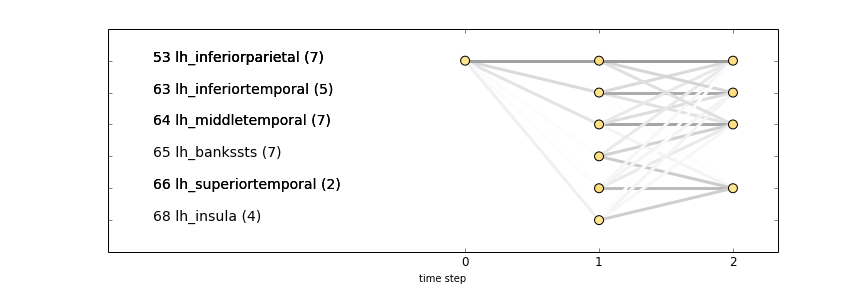 53 lh_inferiorparietal (7)
63 lh_inferiortemporal (5)
64 lh_middletemporal (7)
65 lh_bankssts (7)
66 lh_superiortemporal (2)
68 lh_insula (4)
0 1 2
time step